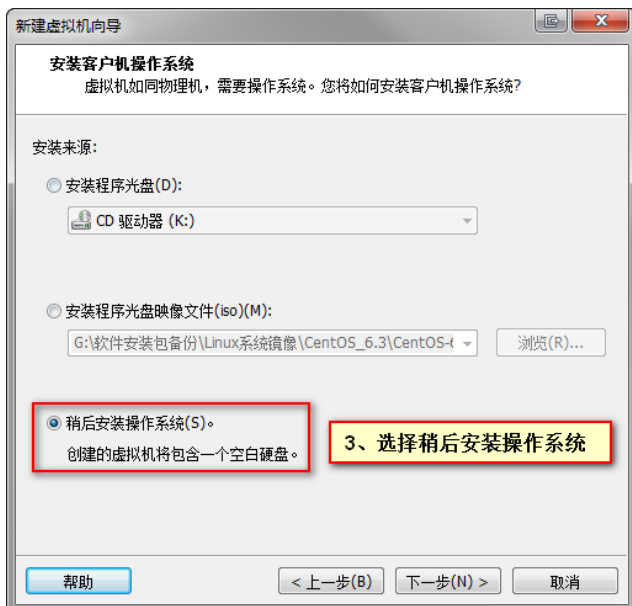 新建虚拟机向导
安装客户机操作系统
虚拟机如同物理机，需要操作系统。您将如何安装客户机操作系统?
安装来源:
安装程序光盘(D):
CD 驱动器 (K:)
安装程序光盘映像文件(iso)(M):
G:\软件安装包备份\Linux系统镜像\CentOS_6.3\CentOS-6
浏览(R)...
稍后安装操作系统(S)。
创建的虚拟机将包含一个空白硬盘。
3、选择稍后安装操作系统
帮助
< 上一步(B)
下一步(N) >
取消